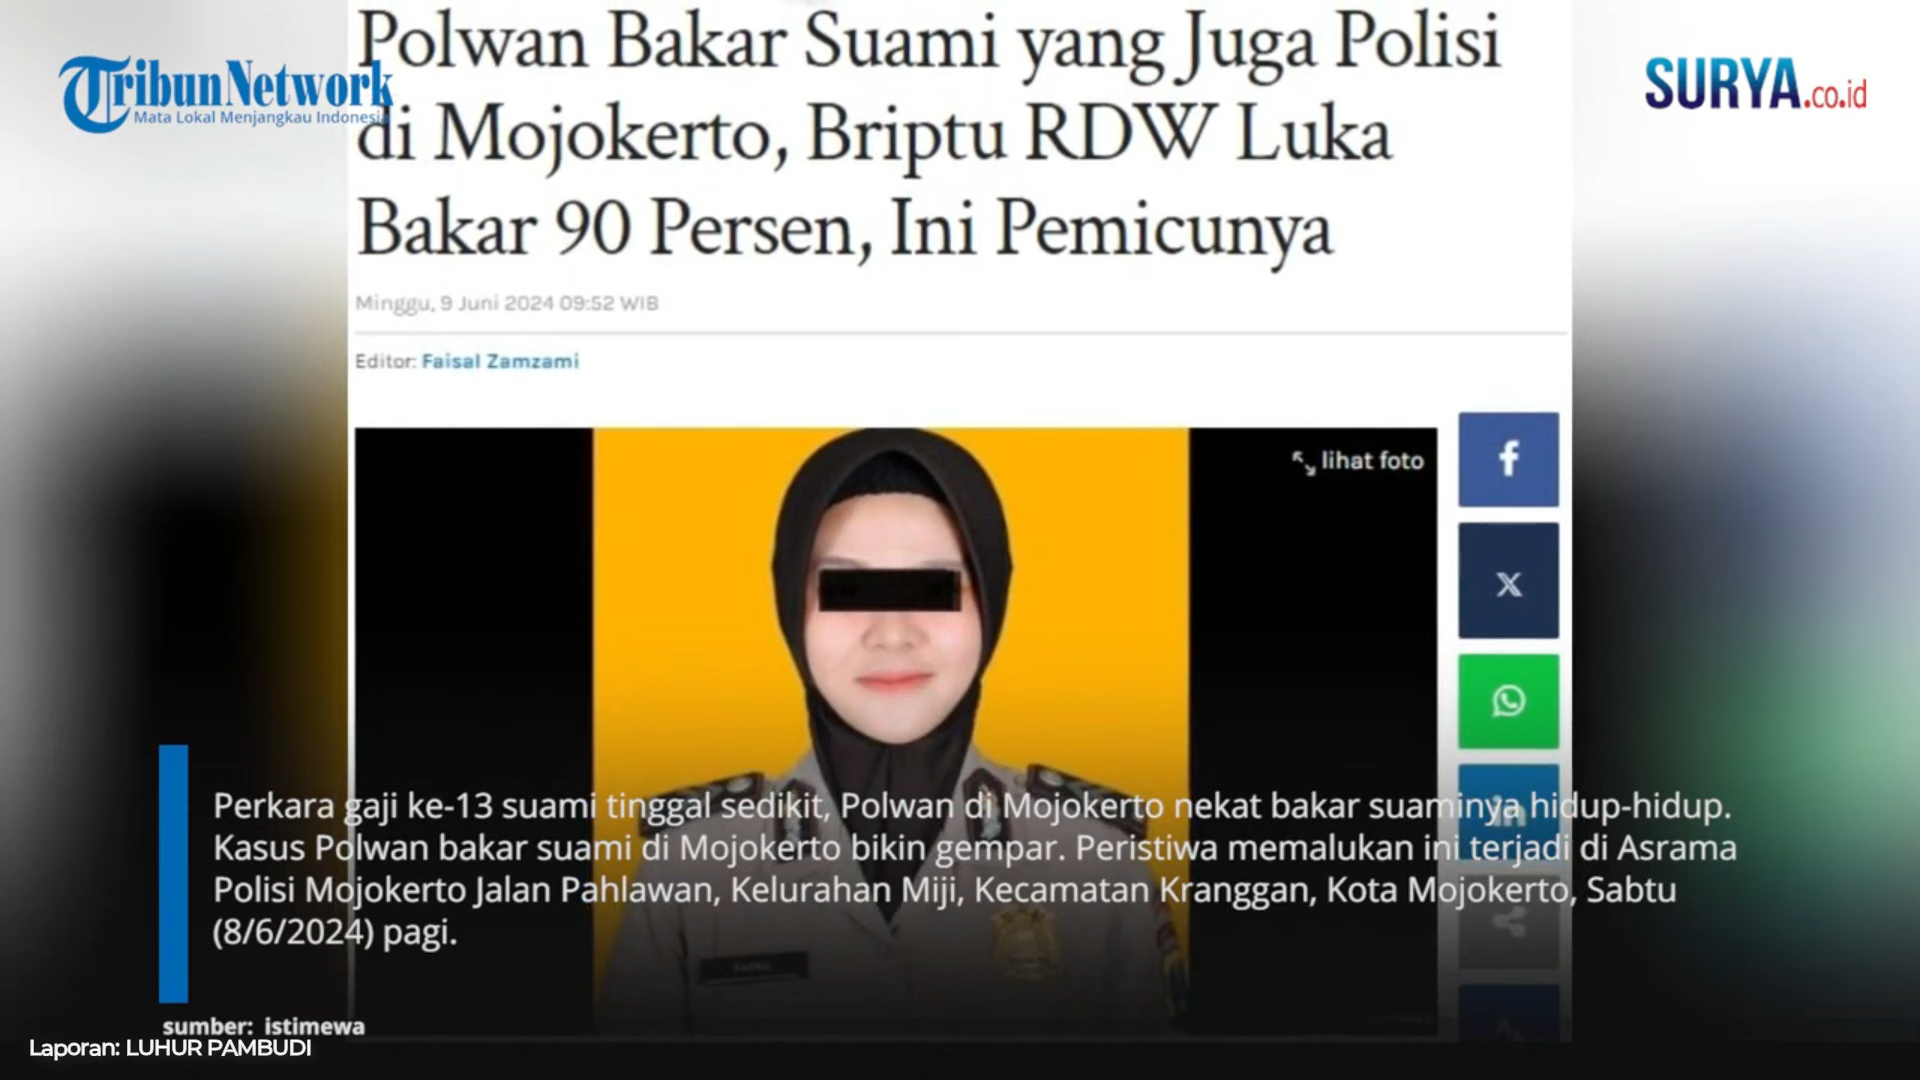 Polwan Bakar Suami yang Juga Polisi
di Mojokerto, Briptu RDW Luka
Bakar 90 Persen, Ini Pemicunya
TribunNetwork
Mata Lokal Menjangkau Indonesia
SURYA.co.id
Minggu, 9 Juni 2024 09:52 WIB
Editor: Faisal Zamzami
lihat foto
f
X
in
Perkara gaji ke-13 suami tinggal sedikit, Polwan di Mojokerto nekat bakar suaminya hidup-hidup.
Kasus Polwan bakar suami di Mojokerto bikin gempar. Peristiwa memalukan ini terjadi di Asrama
Polisi Mojokerto Jalan Pahlawan, Kelurahan Miji, Kecamatan Kranggan, Kota Mojokerto, Sabtu
(8/6/2024) pagi.
sumber: istimewa
Laporan: LUHUR PAMBUDI